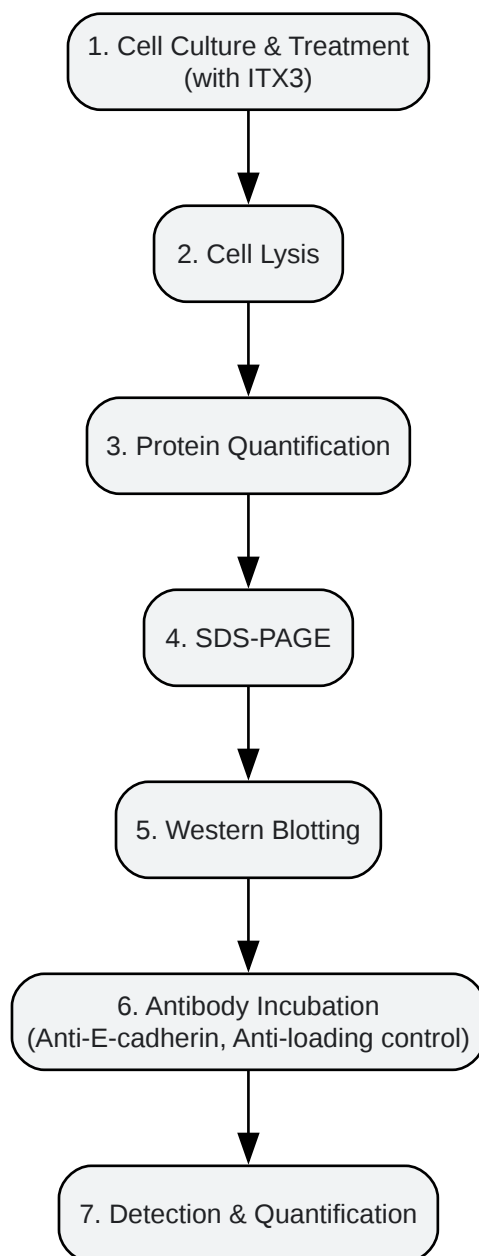 1. Cell Culture & Treatment
(with ITX3)
2. Cell Lysis
3. Protein Quantification
4. SDS-PAGE
5. Western Blotting
6. Antibody Incubation
(Anti-E-cadherin, Anti-loading control)
7. Detection & Quantification